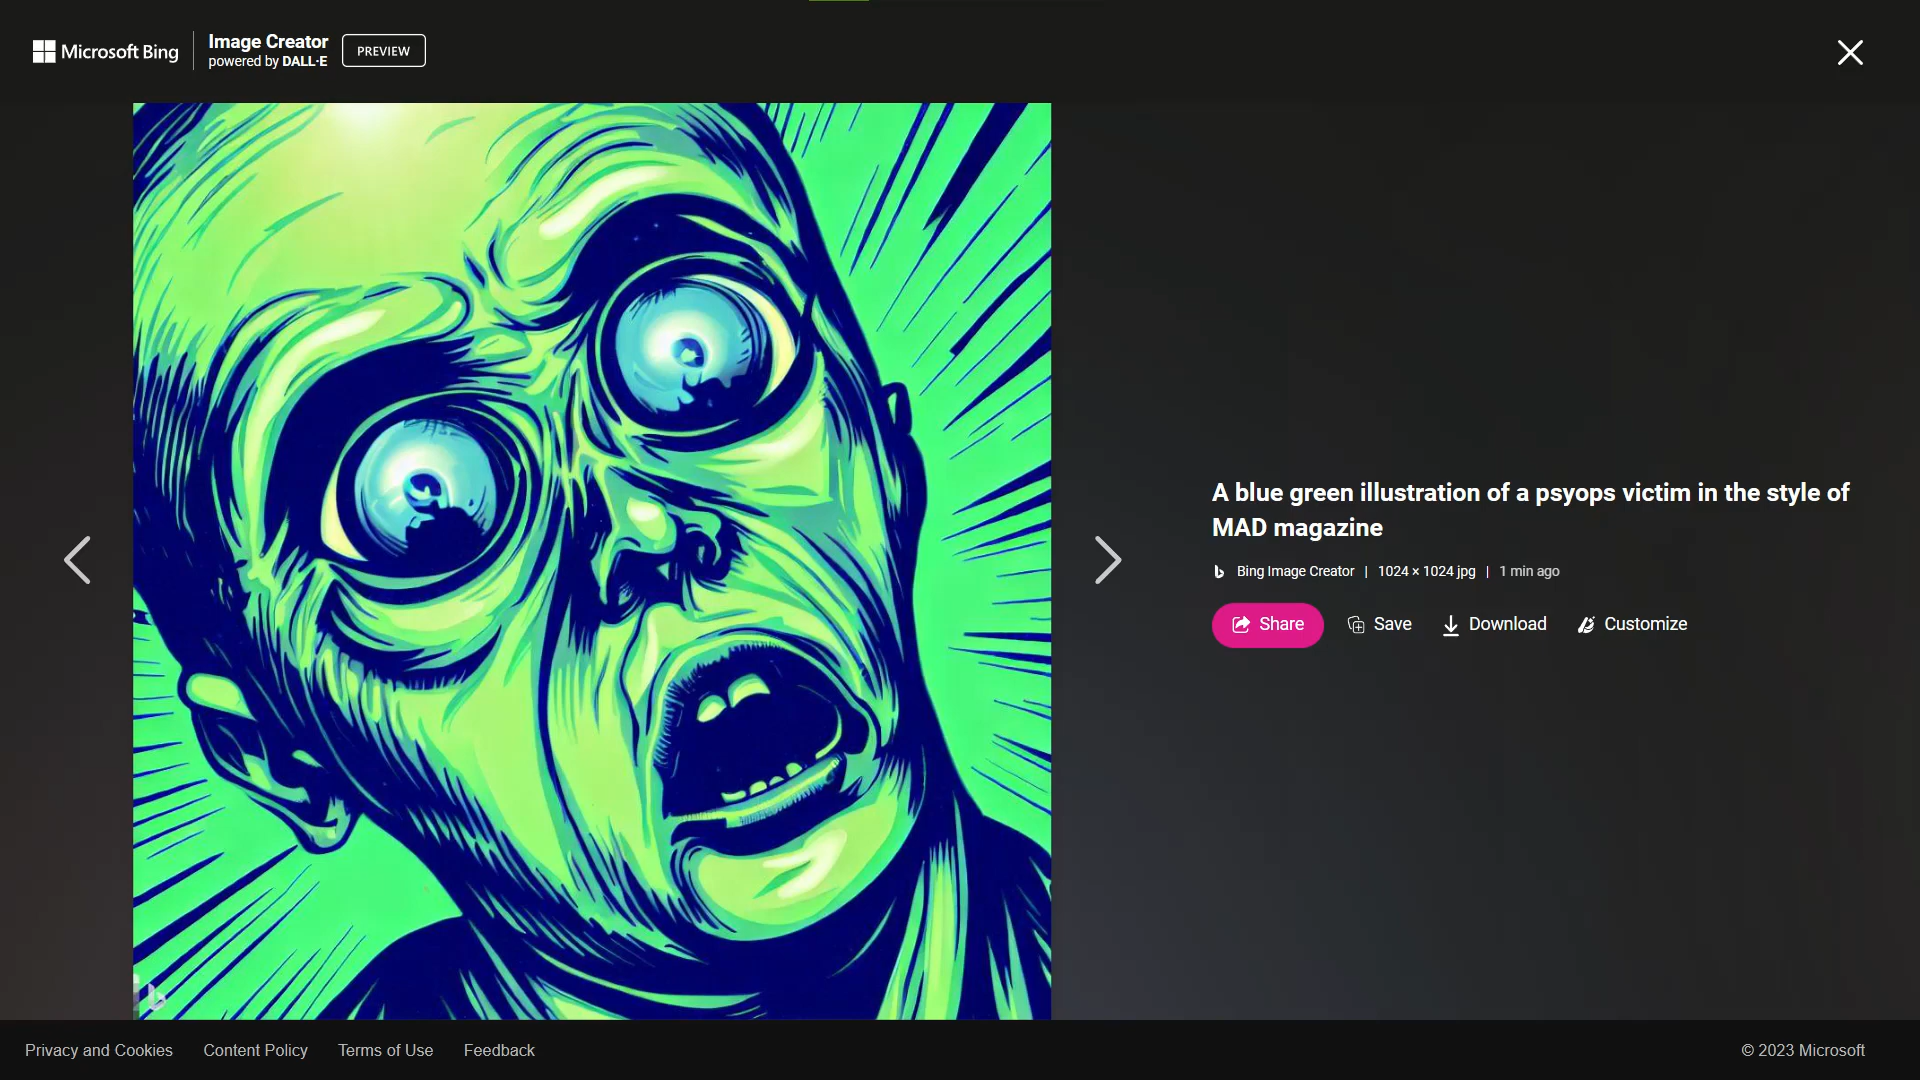 Microsoft Bing
Image Creator
powered by DALL·E
PREVIEW
A blue green illustration of a psyops victim in the style of
MAD magazine
Bing Image Creator | 1024 × 1024 jpg | 1 min ago
Share Save Download Customize
Privacy and Cookies Content Policy Terms of Use Feedback
© 2023 Microsoft